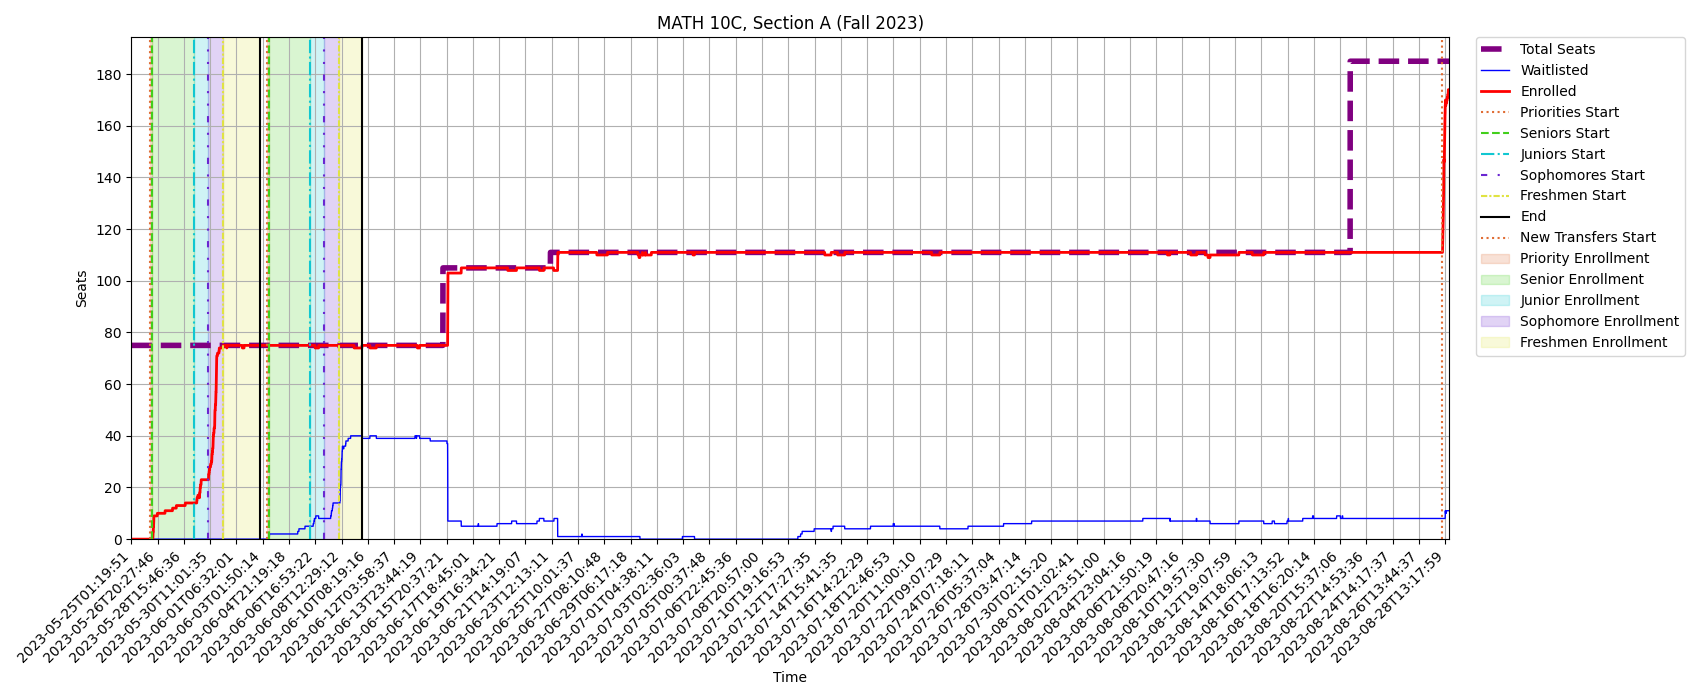 MATH 10C, Section A (Fall 2023)
Seats
180
160
140
120
100
80
60
40
20
0
2023-05-25T01:19:51
2023-05-26T20:27:46
2023-05-28T15:46:36
2023-05-30T11:01:35
2023-06-01T06:32:01
2023-06-03T01:50:14
2023-06-04T21:19:18
2023-06-06T16:53:22
2023-06-08T12:29:12
2023-06-10T08:19:16
2023-06-12T03:58:37
2023-06-13T23:44:19
2023-06-15T20:37:21
2023-06-17T18:45:01
2023-06-19T16:34:21
2023-06-21T14:19:07
2023-06-23T12:13:11
2023-06-25T10:01:37
2023-06-27T08:10:48
2023-06-29T06:17:18
2023-07-01T04:38:11
2023-07-03T02:36:03
2023-07-05T00:37:48
2023-07-06T22:45:36
2023-07-08T20:57:00
2023-07-10T19:16:53
2023-07-12T17:27:35
2023-07-14T15:41:35
2023-07-16T14:22:29
2023-07-18T12:46:53
2023-07-20T11:00:10
2023-07-22T09:07:29
2023-07-24T07:18:11
2023-07-26T05:37:04
2023-07-28T03:47:14
2023-07-30T02:15:20
2023-08-01T01:02:41
2023-08-02T23:51:00
2023-08-04T23:04:16
2023-08-06T21:50:19
2023-08-08T20:47:16
2023-08-10T19:57:30
2023-08-12T19:07:59
2023-08-14T18:06:13
2023-08-16T17:13:52
2023-08-18T16:20:14
2023-08-20T15:37:06
2023-08-22T14:53:36
2023-08-24T14:17:37
2023-08-26T13:44:37
2023-08-28T13:17:59
Time
Total Seats
Waitlisted
Enrolled
Priorities Start
Seniors Start
Juniors Start
Sophomores Start
Freshmen Start
End
New Transfers Start
Priority Enrollment
Senior Enrollment
Junior Enrollment
Sophomore Enrollment
Freshmen Enrollment